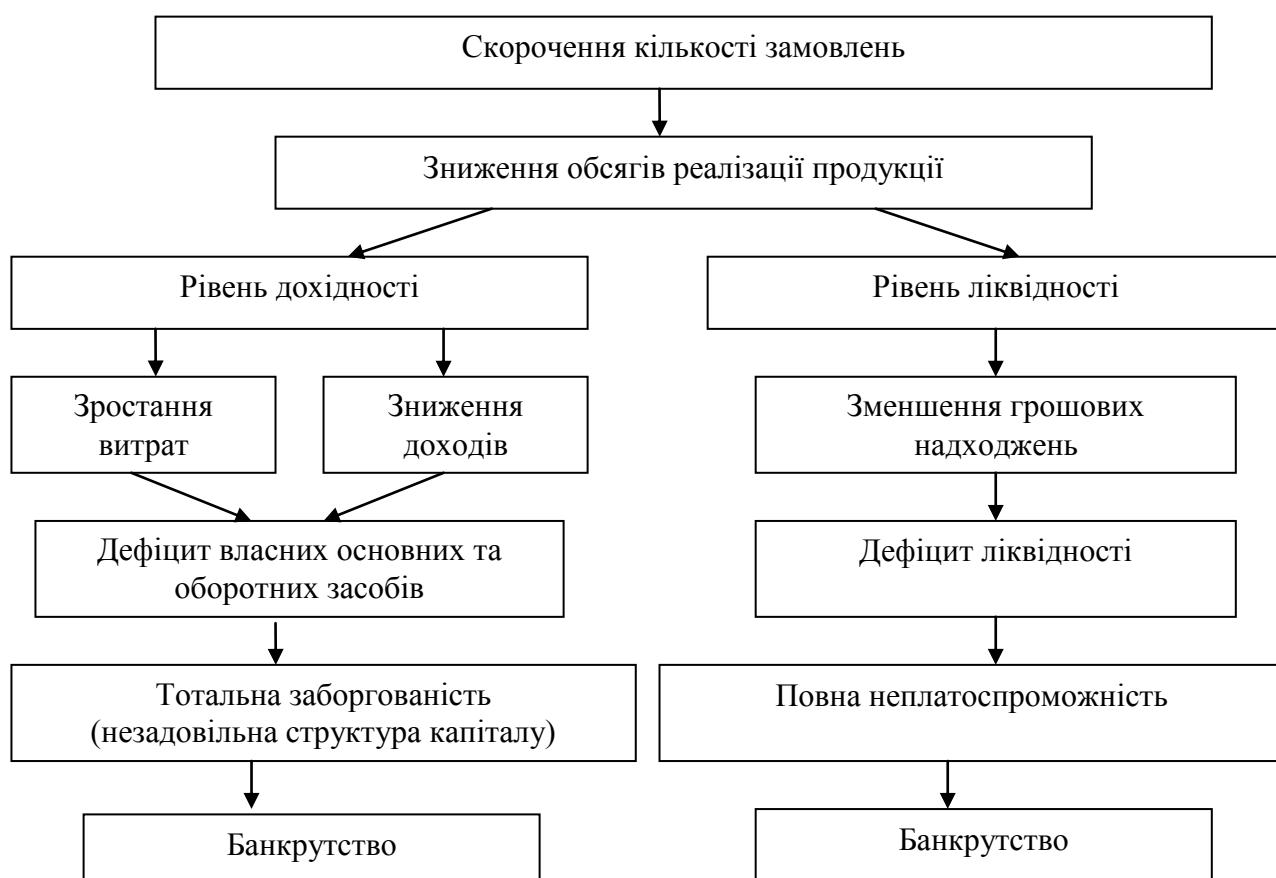 Скорочення кількості замовлень
Зниження обсягів реалізації продукції
Рівень дохідності
Рівень ліквідності
Зростання
витрат
Зниження
доходів
Зменшення грошових
надходжень
Дефіцит власних основних та
оборотних засобів
Дефіцит ліквідності
Тотальна заборгованість
(незадовільна структура капіталу)
Повна неплатоспроможність
Банкрутство
Банкрутство